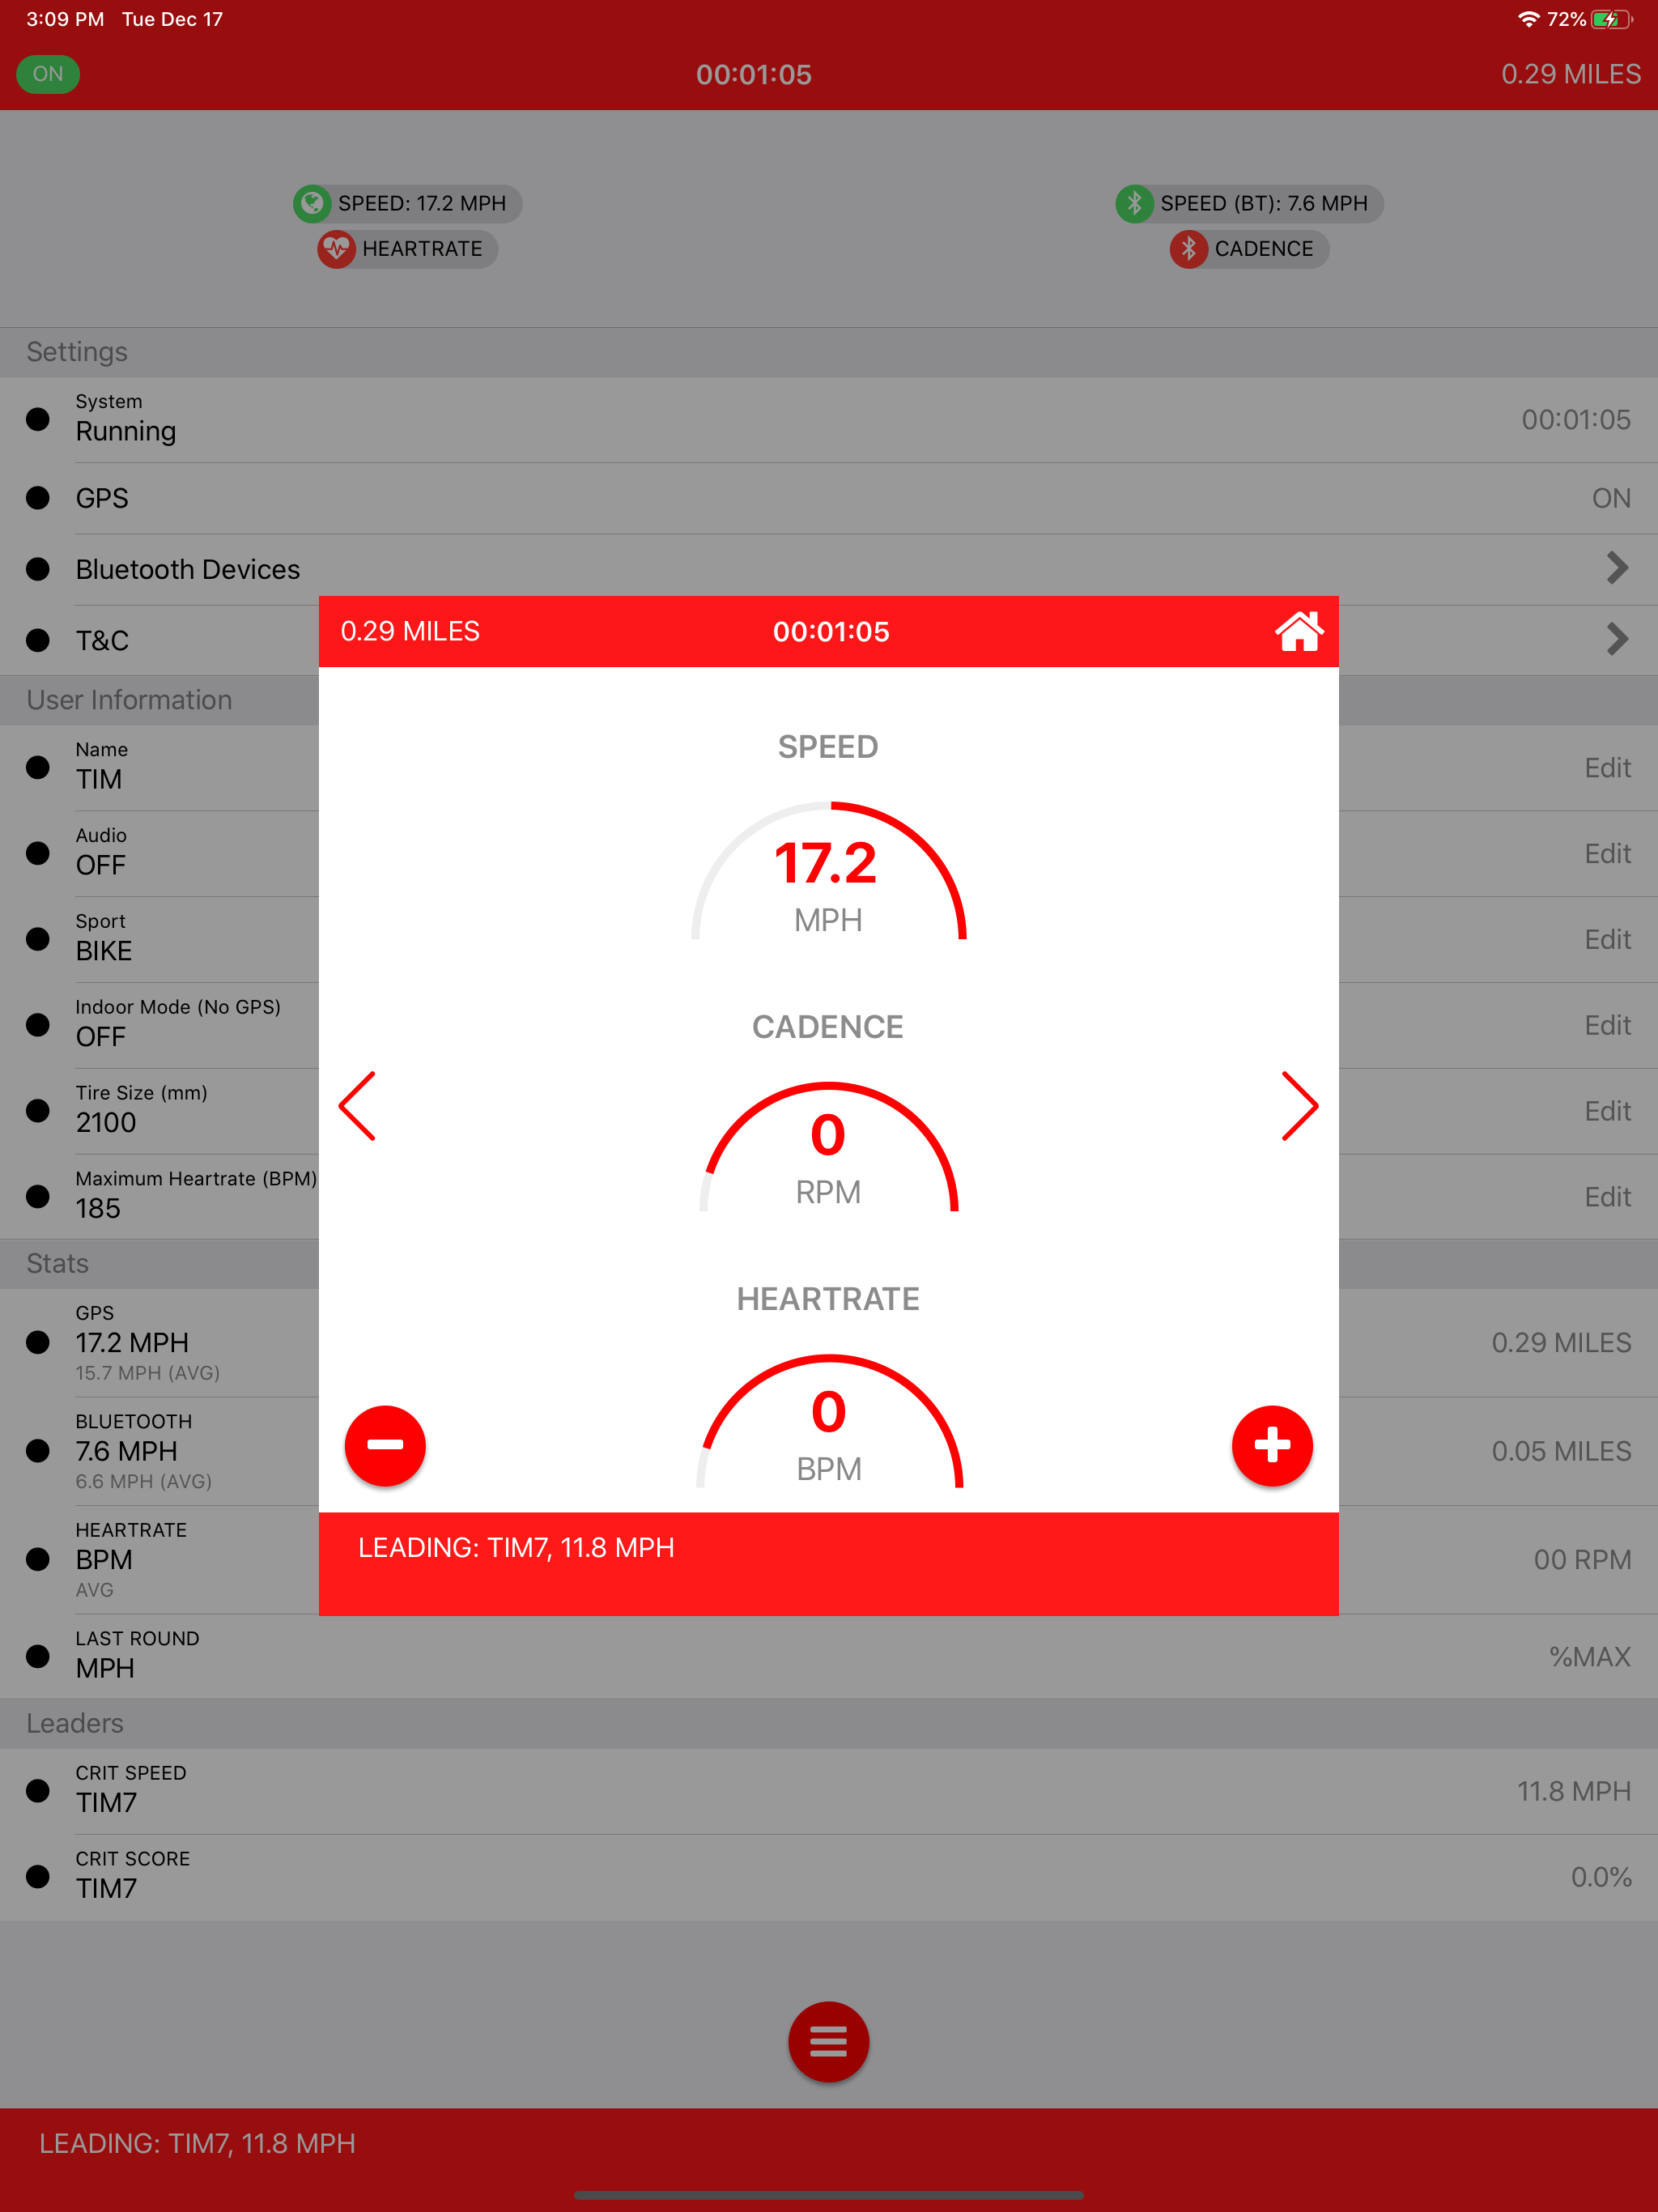 3:09 PM Tue Dec 17 72%
ON 00:01:05 0.29 MILES
SPEED: 17.2 MPH SPEED (BT): 7.6 MPH
HEARTRATE CADENCE
Settings
System
Running 00:01:05
GPS ON
Bluetooth Devices
T&C
User Information
Name
TIM Edit
Audio
OFF Edit
Sport
BIKE Edit
Indoor Mode (No GPS)
OFF Edit
Tire Size (mm)
2100 Edit
Maximum Heartrate (BPM)
185 Edit
Stats
GPS
17.2 MPH 0.29 MILES
15.7 MPH (AVG)
BLUETOOTH
7.6 MPH 0.05 MILES
6.6 MPH (AVG)
HEARTRATE
BPM 00 RPM
AVG
LAST ROUND
MPH %MAX
Leaders
CRIT SPEED
TIM7 11.8 MPH
CRIT SCORE
TIM7 0.0%
LEADING: TIM7, 11.8 MPH
0.29 MILES 00:01:05
SPEED
17.2
MPH
CADENCE
0
RPM
HEARTRATE
0
BPM
LEADING: TIM7, 11.8 MPH